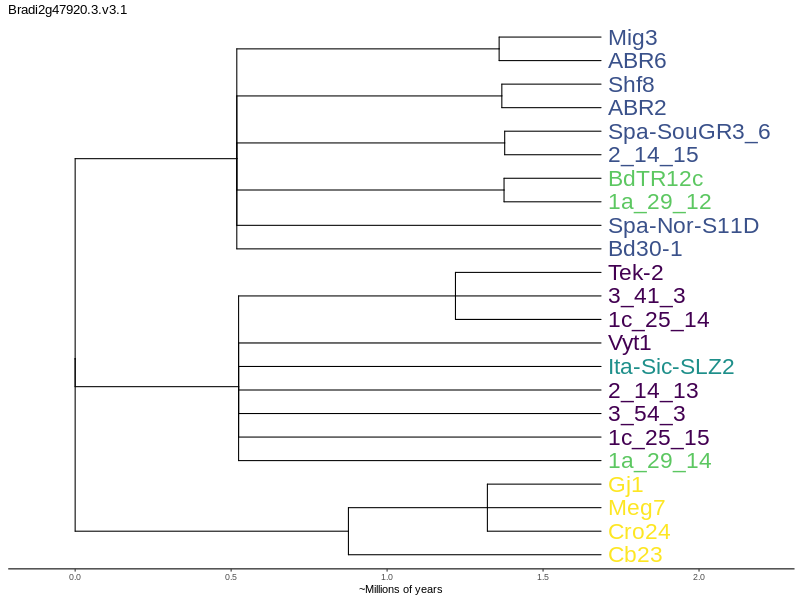 Bradi2g47920.3.v3.1
Mig3
ABR6
Shf8
ABR2
Spa-SouGR3_6
2_14_15
BdTR12c
1a_29_12
Spa-Nor-S11D
Bd30-1
Tek-2
3_41_3
1c_25_14
Vyt1
Ita-Sic-SLZ2
2_14_13
3_54_3
1c_25_15
1a_29_14
Gj1
Meg7
Cro24
Cb23
0.0 0.5 1.0 1.5 2.0
~Millions of years